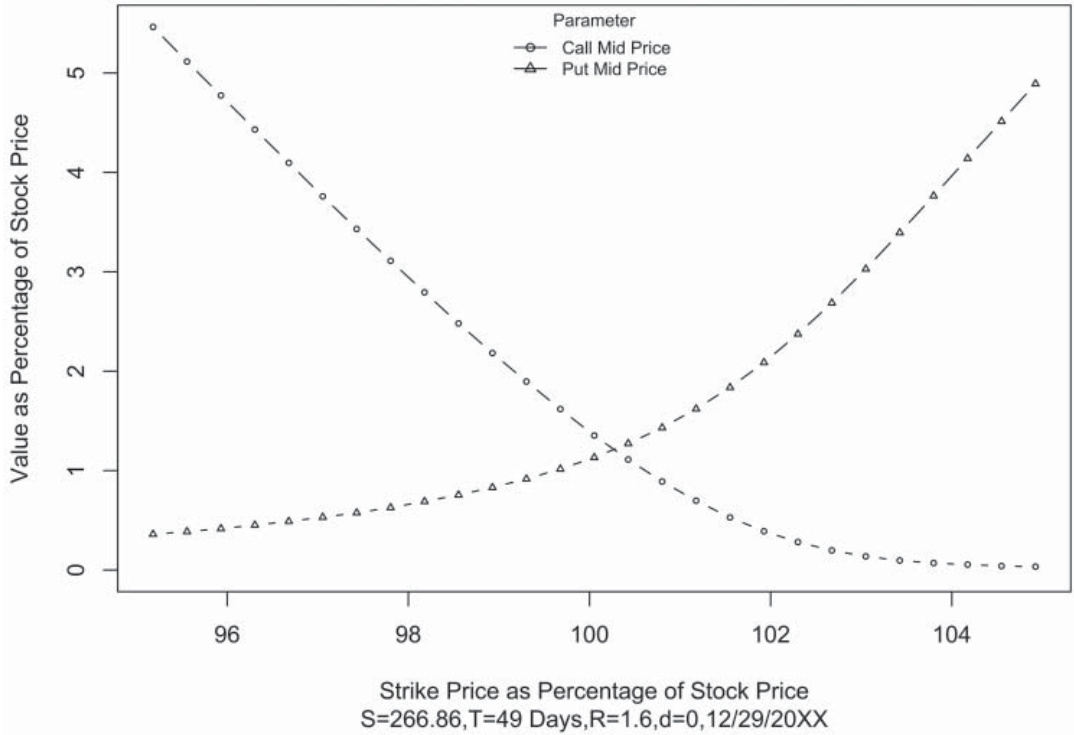 Parameter
Call Mid Price
Put Mid Price
Value as Percentage of Stock Price
5
4
3
2
1
0
96 98 100 102 104
Strike Price as Percentage of Stock Price
S=266.86,T=49 Days,R=1.6,d=0,12/29/20XX